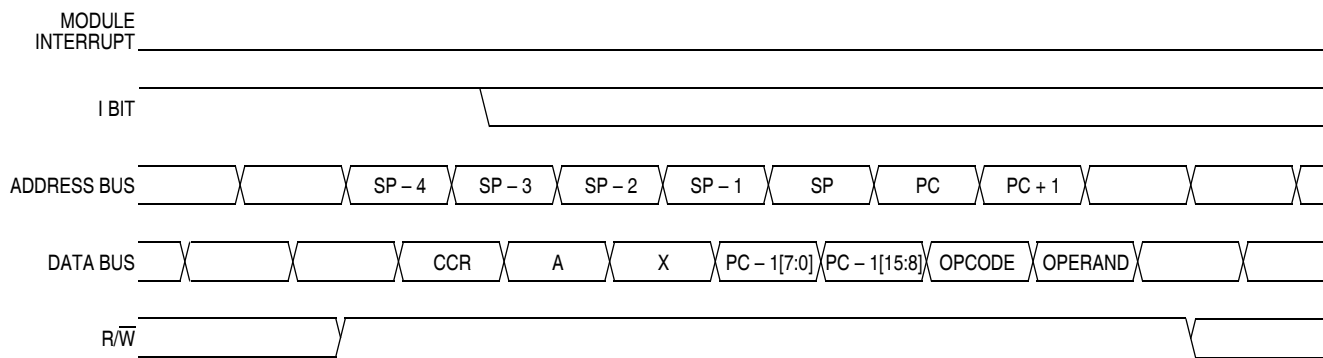 MODULE
INTERRUPT
I BIT
ADDRESS BUS SP – 4 SP – 3 SP – 2 SP – 1 SP PC PC + 1
DATA BUS CCR A X PC – 1[7:0] PC – 1[15:8] OPCODE OPERAND
R/W̅